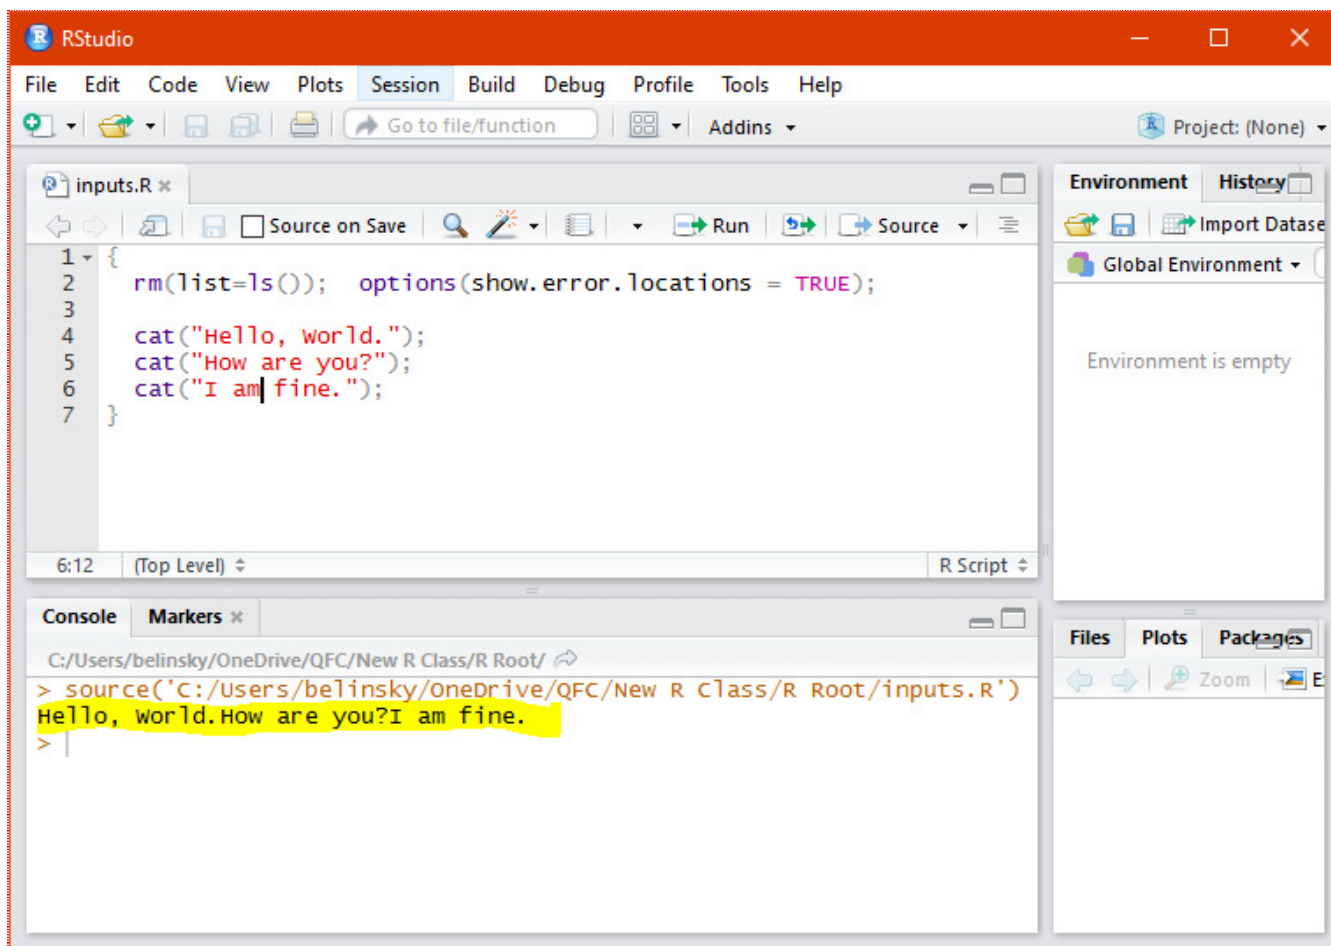 RStudio
File Edit Code View Plots Session Build Debug Profile Tools Help
Go to file/function Addins Project: (None)
inputs.R
Source on Save Run Source
1 {
2 rm(list=ls()); options(show.error.locations = TRUE);
3
4 cat("Hello, World.");
5 cat("How are you?");
6 cat("I am fine.");
7 }
6:12 (Top Level) R Script
Console Markers
C:/Users/belinsky/OneDrive/QFC/New R Class/R Root/
> source('C:/Users/belinsky/OneDrive/QFC/New R Class/R Root/inputs.R')
Hello, World.How are you?I am fine.
>
Environment History
Import Datase
Global Environment
Environment is empty
Files Plots Packages
Zoom E